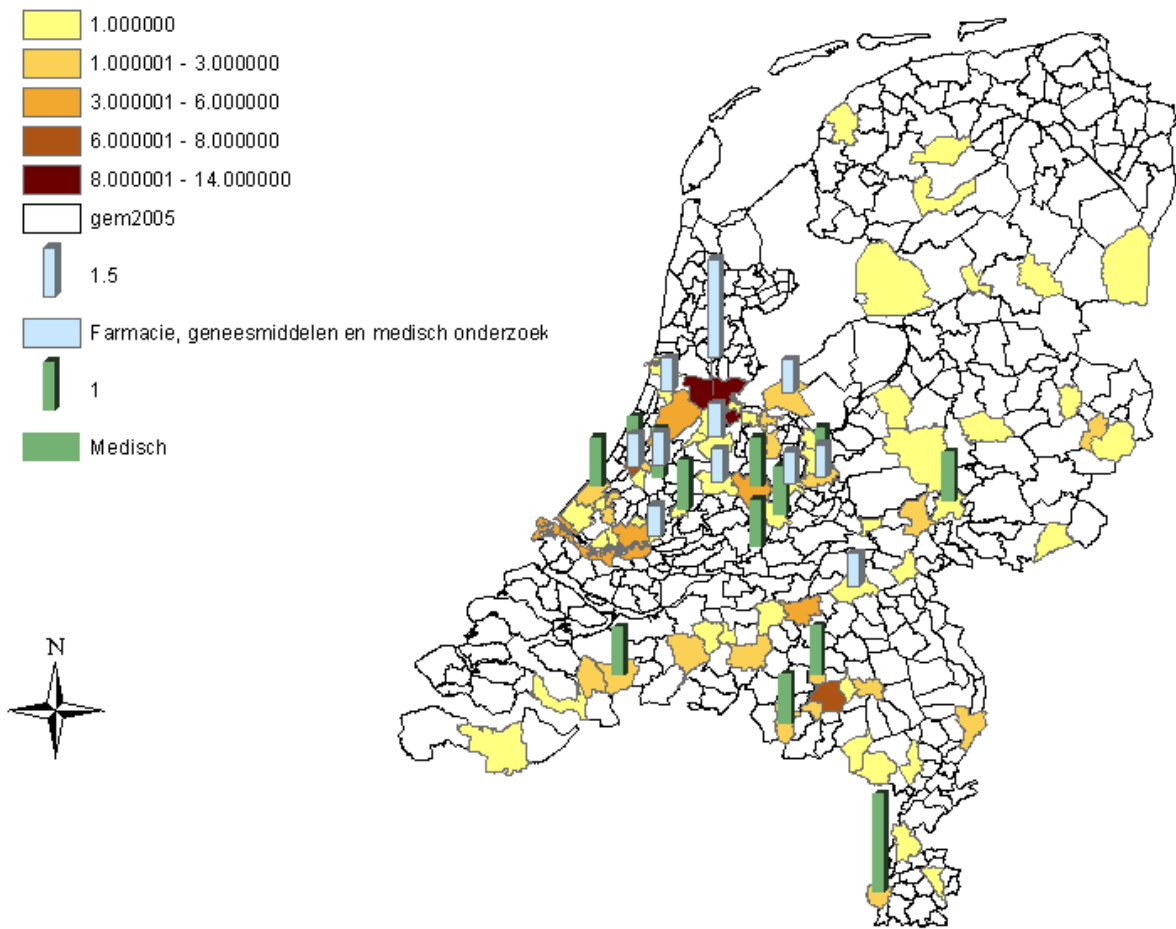 1.000000
1.000001 - 3.000000
3.000001 - 6.000000
6.000001 - 8.000000
8.000001 - 14.000000
gem2005
1.5
Farmacie, geneesmiddelen en medisch onderzoek
1
Medisch
N